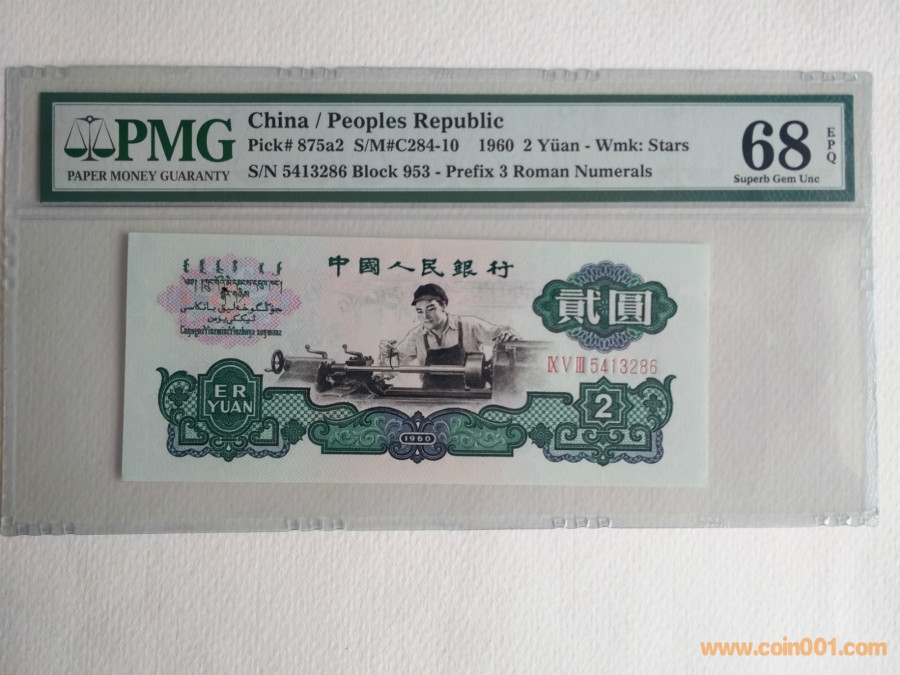 PMG
PAPER MONEY GUARANTY
China / Peoples Republic
Pick# 875a2 S/M#C284-10 1960 2 Yüan - Wmk: Stars
S/N 5413286 Block 953 - Prefix 3 Roman Numerals
68
EPQ
Superb Gem Unc
中國人民銀行
貳圓
ⅨⅤⅢ 5413286
ER
YUAN
1960
2
www.coin001.com